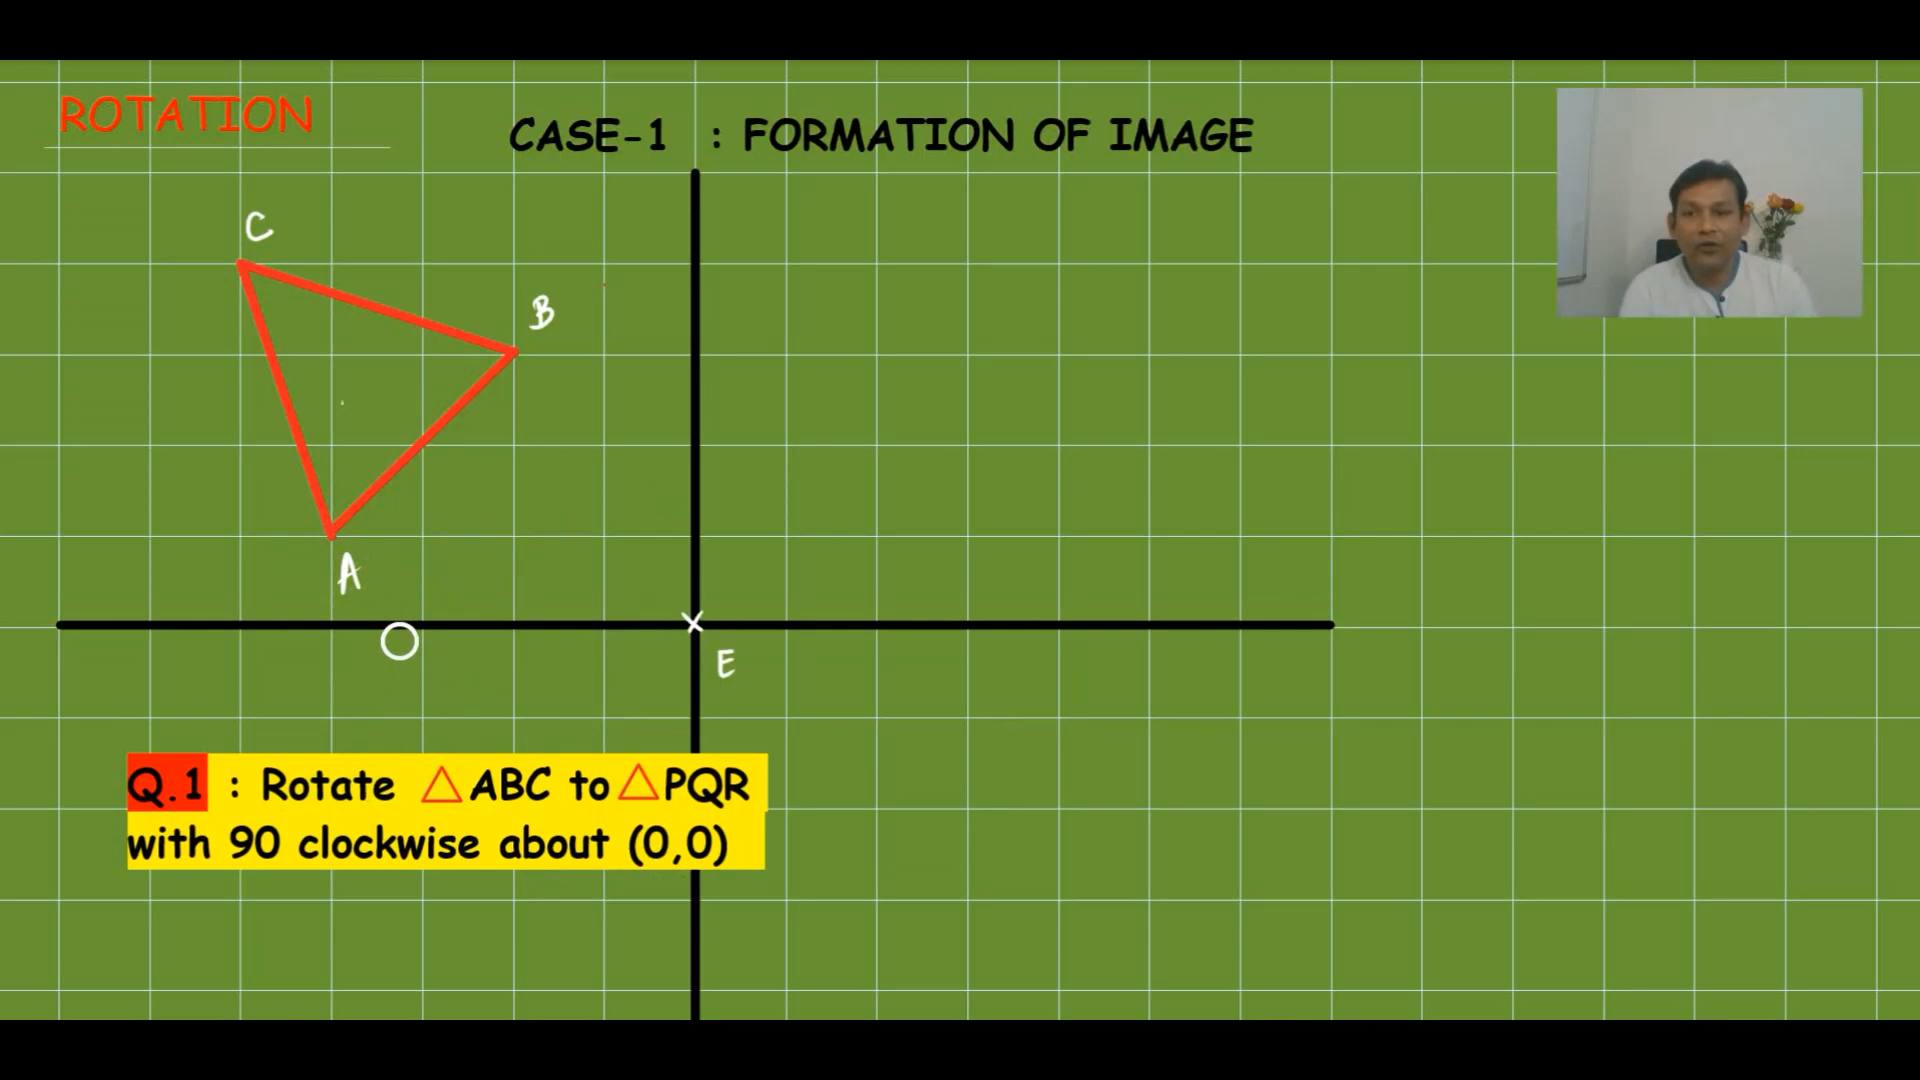 ROTATION
CASE-1 : FORMATION OF IMAGE
C
B
A
E
Q.1 : Rotate △ABC to △PQR
with 90 clockwise about (0,0)